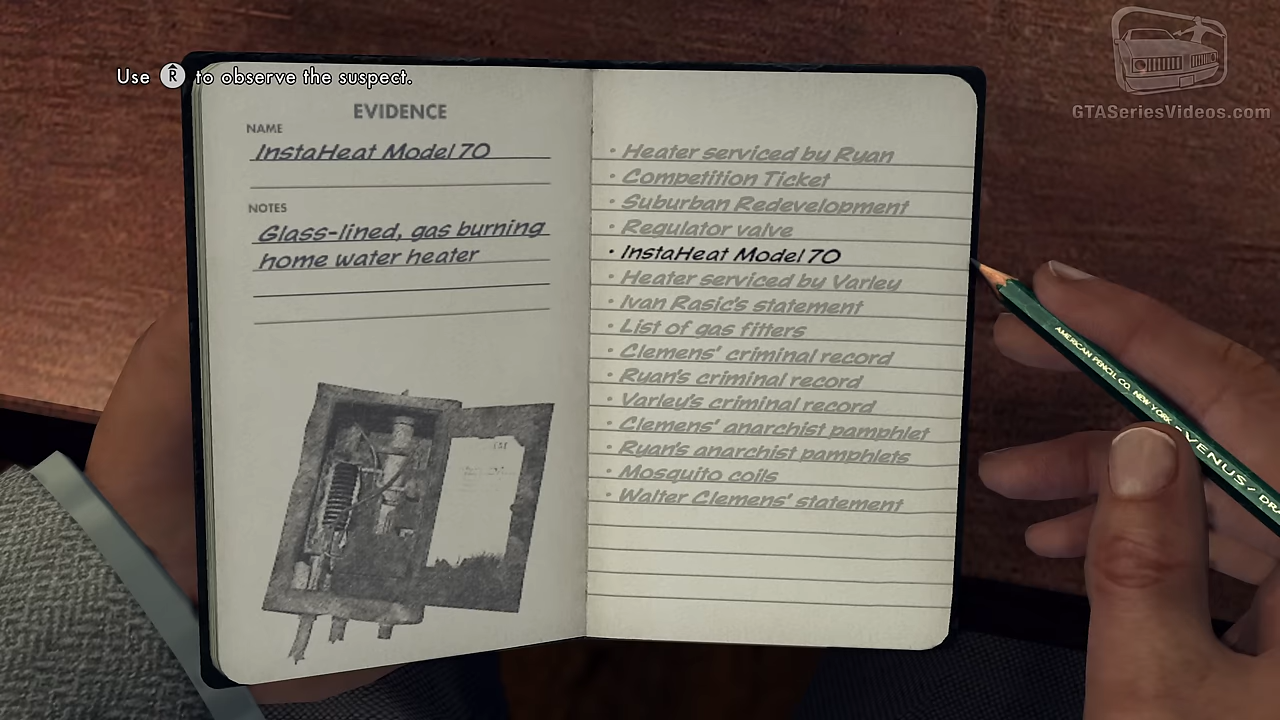 Use R to observe the suspect.
GTASeriesVideos.com
EVIDENCE
NAME
InstaHeat Model 70
NOTES
Glass-lined, gas burning
home water heater
• Heater serviced by Ryan
• Competition Ticket
• Suburban Redevelopment
• Regulator valve
• InstaHeat Model 70
• Heater serviced by Varley
• Ivan Rasic's statement
• List of gas fitters
• Clemens' criminal record
• Ryan's criminal record
• Varley's criminal record
• Clemens' anarchist pamphlet
• Ryan's anarchist pamphlets
• Mosquito coils
• Walter Clemens' statement
AMERICAN PENCIL CO. NEW YORK VENUS DRA